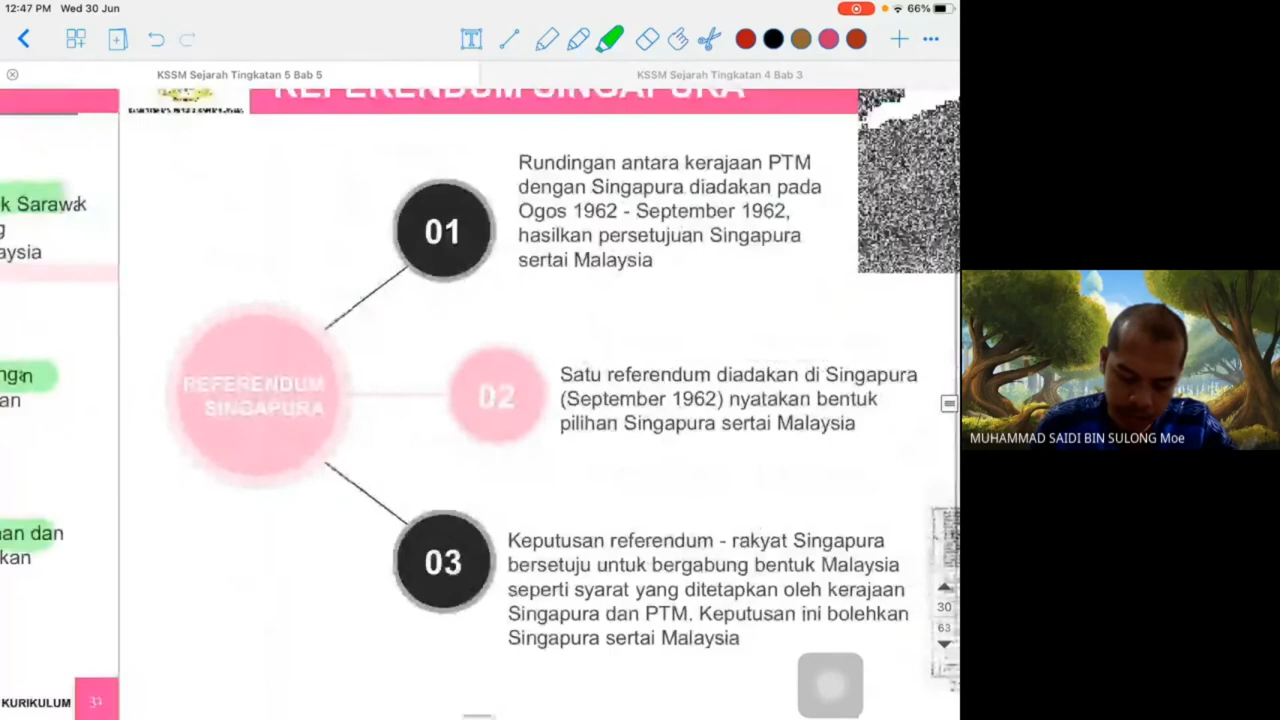 12:47 PM Wed 30 Jun
66%
KSSM Sejarah Tingkatan 5 Bab 5
KSSM Sejarah Tingkatan 4 Bab 3
REFERENDUM SINGAPURA
k Sarawak
g
aysia
an
an dan
kan
KURIKULUM
REFERENDUM
SINGAPURA
01
Rundingan antara kerajaan PTM
dengan Singapura diadakan pada
Ogos 1962 - September 1962,
hasilkan persetujuan Singapura
sertai Malaysia
02
Satu referendum diadakan di Singapura
(September 1962) nyatakan bentuk
pilihan Singapura sertai Malaysia
03
Keputusan referendum - rakyat Singapura
bersetuju untuk bergabung bentuk Malaysia
seperti syarat yang ditetapkan oleh kerajaan
Singapura dan PTM. Keputusan ini bolehkan
Singapura sertai Malaysia
30
63
MUHAMMAD SAIDI BIN SULONG Moe